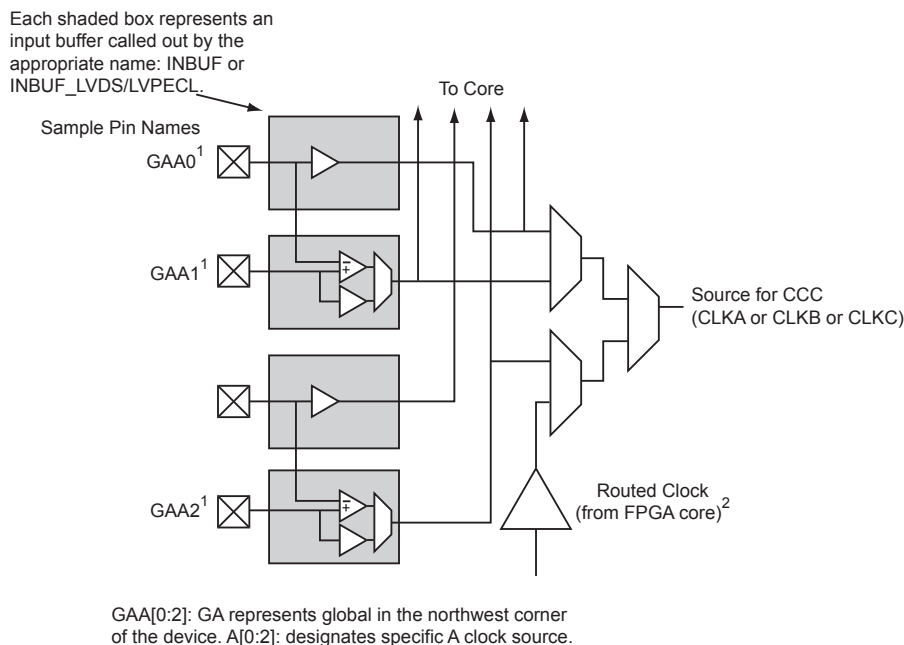 Each shaded box represents an
input buffer called out by the
appropriate name: INBUF or
INBUF_LVDS/LVPECL.
To Core
Sample Pin Names
GAA0¹
GAA1¹
− +
Source for CCC
(CLKA or CLKB or CLKC)
GAA2¹
− +
Routed Clock
(from FPGA core)²
GAA[0:2]: GA represents global in the northwest corner
of the device. A[0:2]: designates specific A clock source.